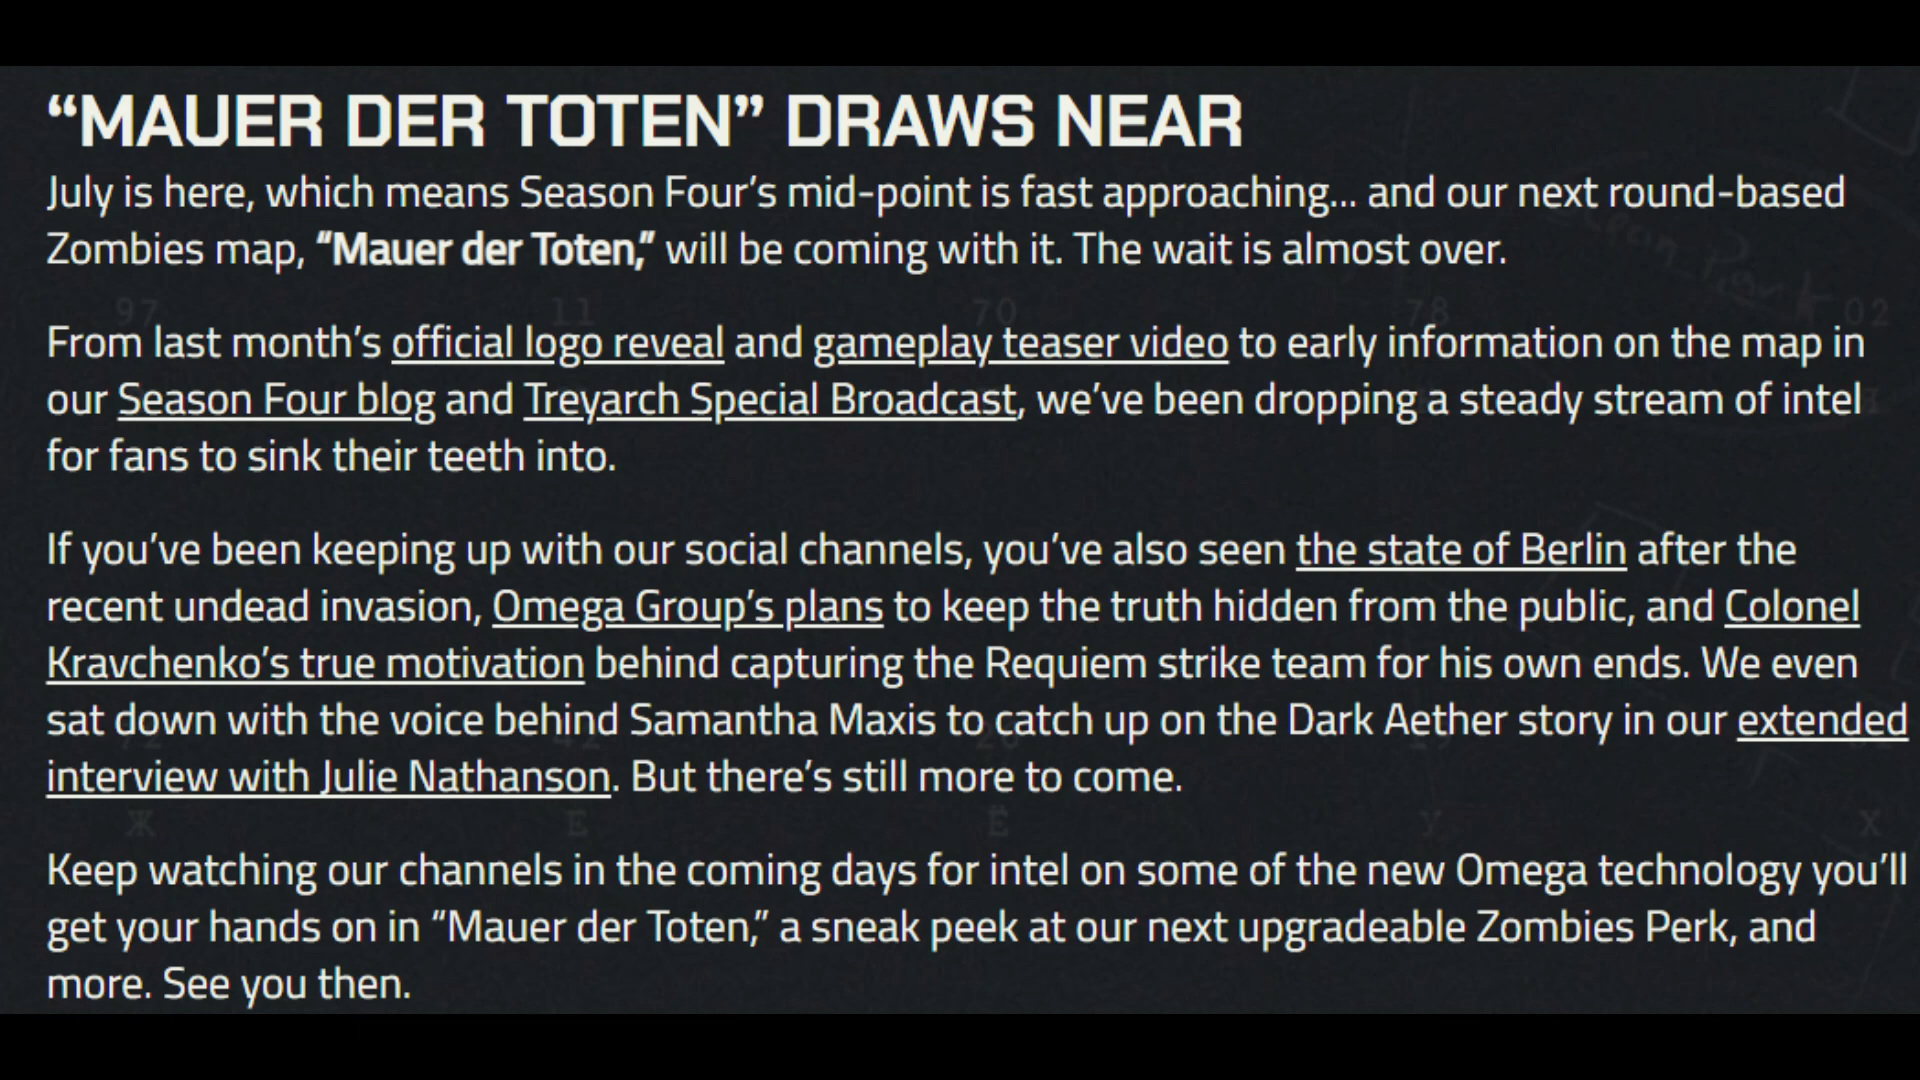 “MAUER DER TOTEN” DRAWS NEAR
July is here, which means Season Four’s mid-point is fast approaching... and our next round-based
Zombies map, “Mauer der Toten,” will be coming with it. The wait is almost over.
97 11 70 78 02
From last month’s official logo reveal and gameplay teaser video to early information on the map in
our Season Four blog and Treyarch Special Broadcast, we’ve been dropping a steady stream of intel
for fans to sink their teeth into.
If you’ve been keeping up with our social channels, you’ve also seen the state of Berlin after the
recent undead invasion, Omega Group’s plans to keep the truth hidden from the public, and Colonel
Kravchenko’s true motivation behind capturing the Requiem strike team for his own ends. We even
sat down with the voice behind Samantha Maxis to catch up on the Dark Aether story in our extended
interview with Julie Nathanson. But there’s still more to come.
Ж Е Ё У Х
Keep watching our channels in the coming days for intel on some of the new Omega technology you’ll
get your hands on in “Mauer der Toten,” a sneak peek at our next upgradeable Zombies Perk, and
more. See you then.